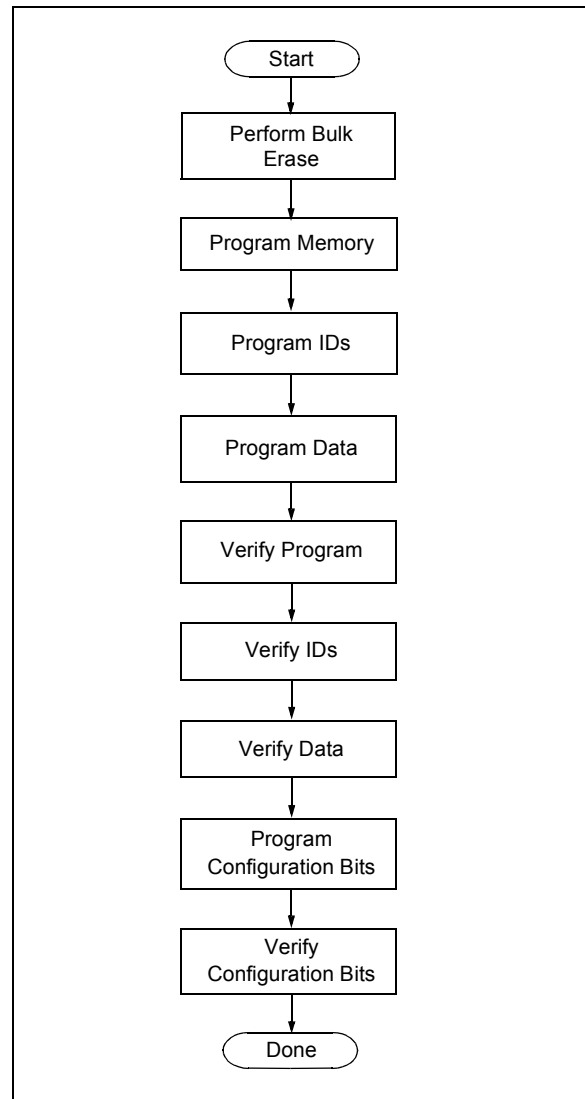 Start
Perform Bulk
Erase
Program Memory
Program IDs
Program Data
Verify Program
Verify IDs
Verify Data
Program
Configuration Bits
Verify
Configuration Bits
Done